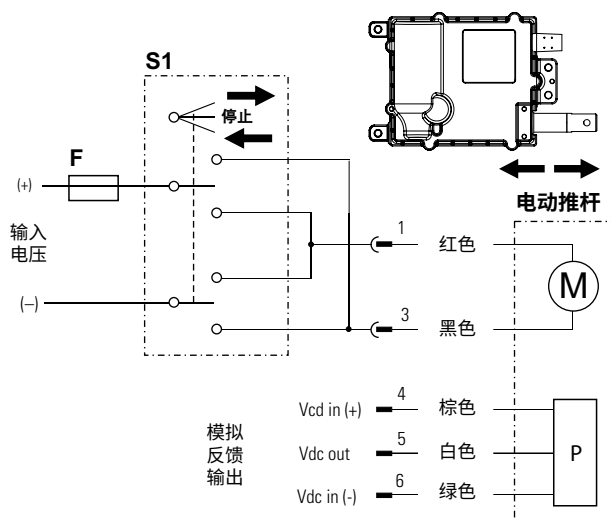 S1
停止
F
(+)
输入
电压
(–)
电动推杆
1
红色
M
3
黑色
模拟
反馈
输出
Vcd in (+)
4
棕色
Vdc out
5
白色
P
Vdc in (-)
6
绿色